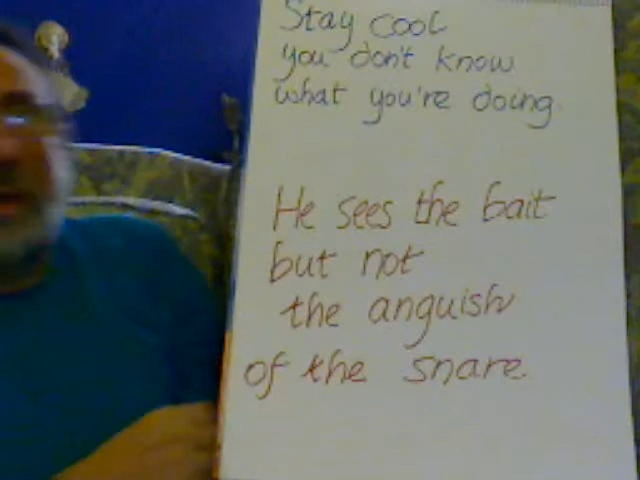 Stay cool
you don't know
what you're doing.
He sees the bait
but not
the anguish
of the snare.